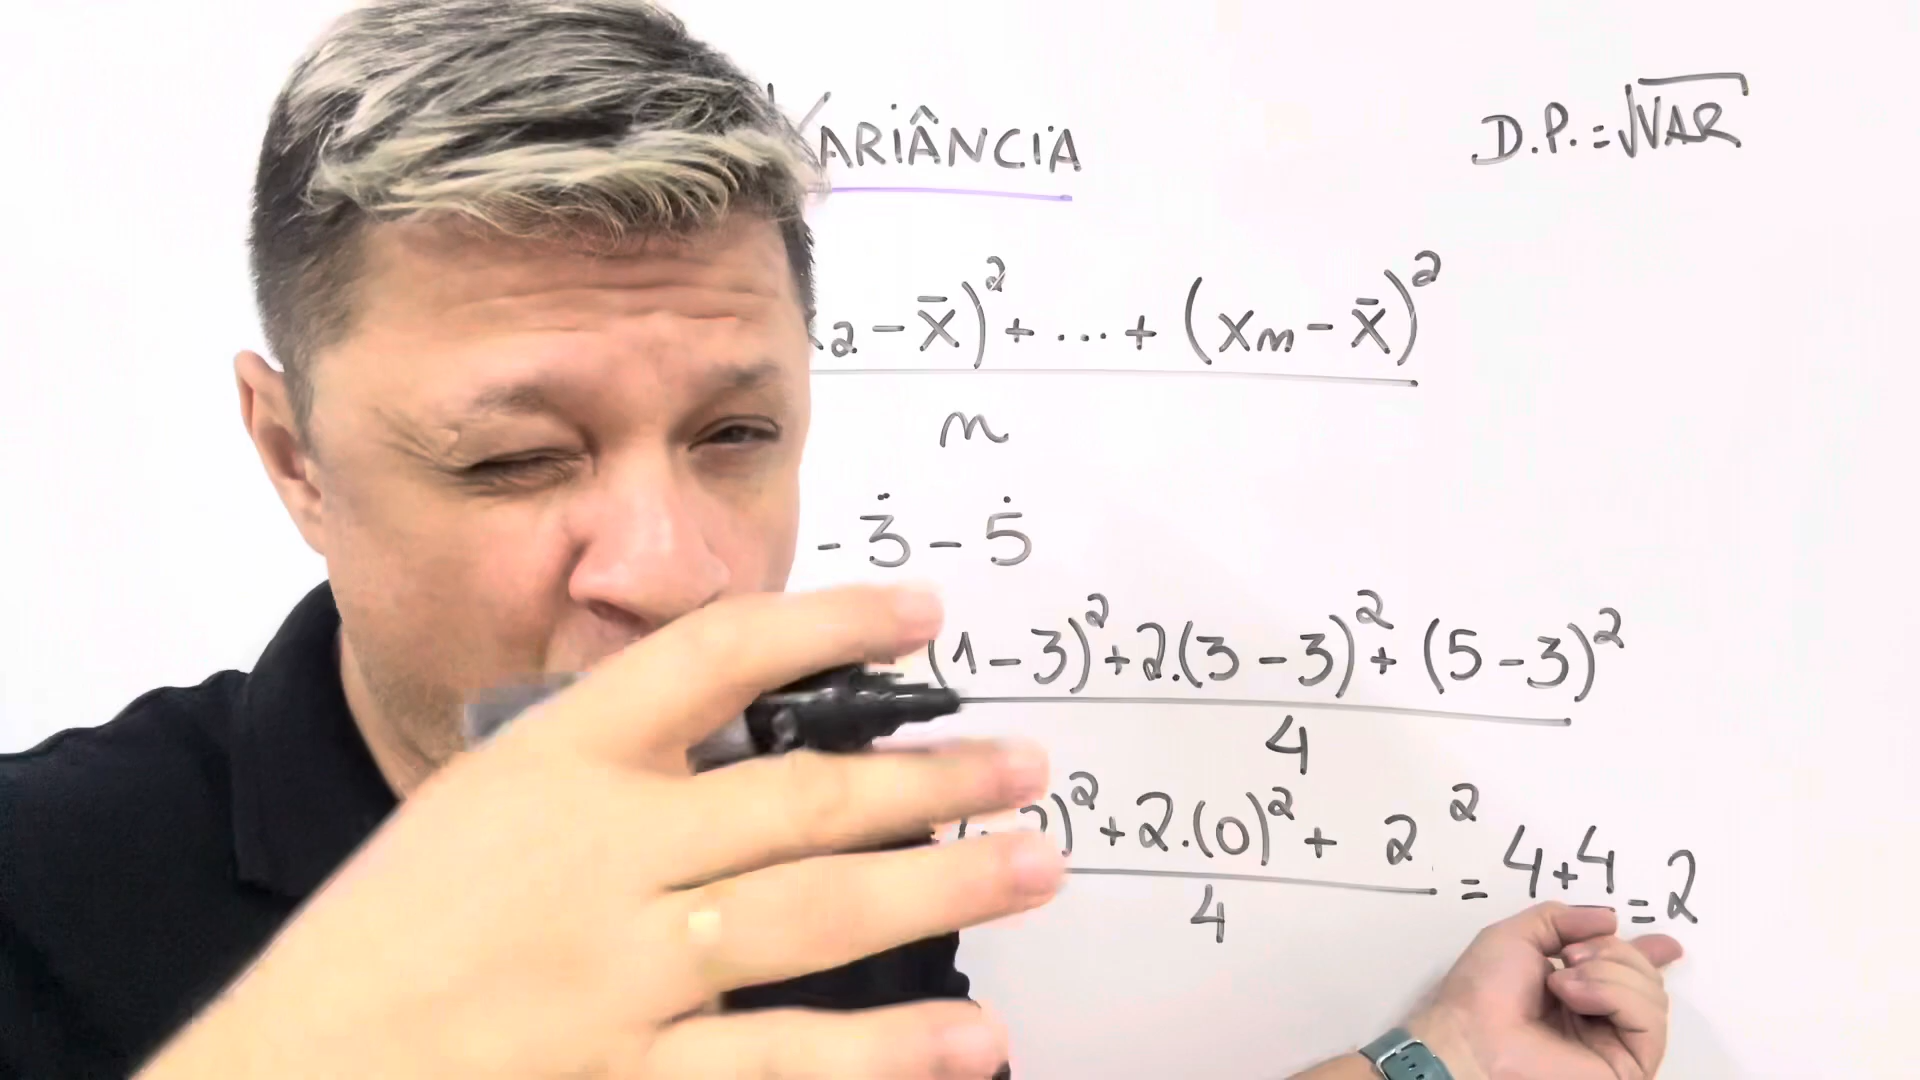 VARIÂNCIA D.P. = √VAR
₂ - x̄)² + ... + (xₙ - x̄)²
n
- 3 - 5
(1 - 3)² + 2.(3 - 3)² + (5 - 3)²
4
)² + 2.(0)² + 2² = 4+4 = 2
4